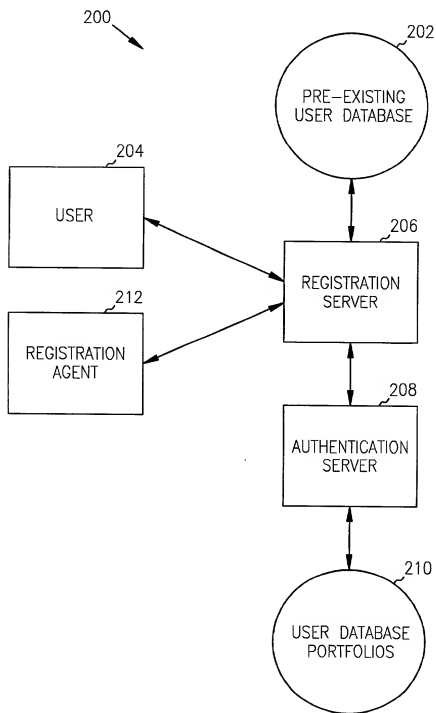 200
202
PRE-EXISTING
USER DATABASE
204
USER
206
REGISTRATION
SERVER
212
REGISTRATION
AGENT
208
AUTHENTICATION
SERVER
210
USER DATABASE
PORTFOLIOS